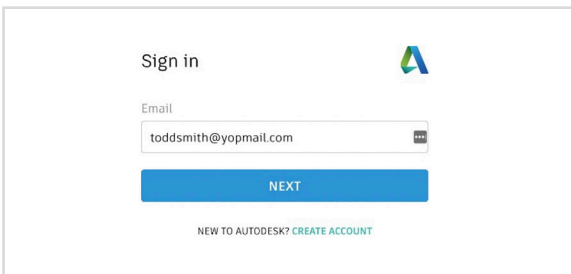 Sign in
Email
toddsmith@yopmail.com
NEXT
NEW TO AUTODESK? CREATE ACCOUNT